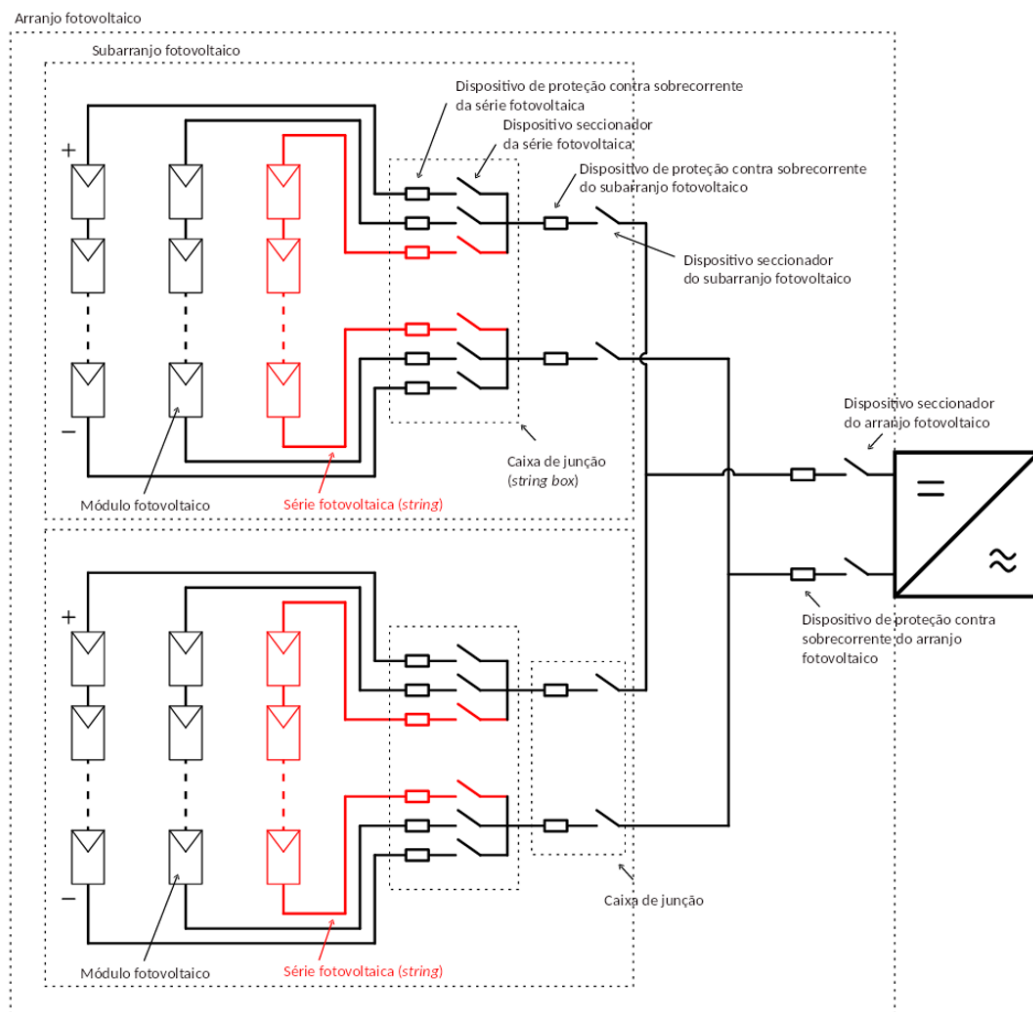 Arranjo fotovoltaico
Subarranjo fotovoltaico
Dispositivo de proteção contra sobrecorrente
da série fotovoltaica
Dispositivo seccionador
da série fotovoltaica
Dispositivo de proteção contra sobrecorrente
do subarranjo fotovoltaico
Dispositivo seccionador
do subarranjo fotovoltaico
+
−
Caixa de junção
(string box)
Módulo fotovoltaico
Série fotovoltaica (string)
Dispositivo seccionador
do arranjo fotovoltaico
=
≈
Dispositivo de proteção contra
sobrecorrente do arranjo
fotovoltaico
+
−
Caixa de junção
Módulo fotovoltaico
Série fotovoltaica (string)